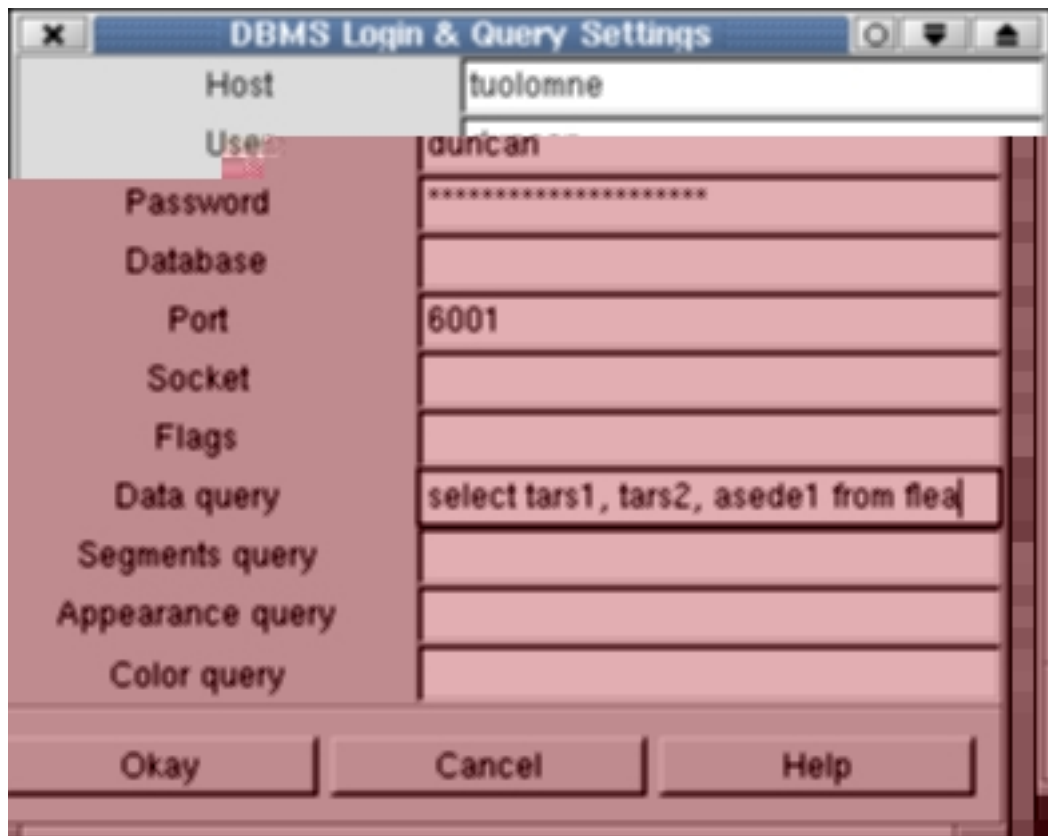 DBMS Login & Query Settings
Host tuolomne
User duncan
Password **********************
Database
Port 6001
Socket
Flags
Data query select tars1, tars2, asede1 from flea
Segments query
Appearance query
Color query
Okay Cancel Help